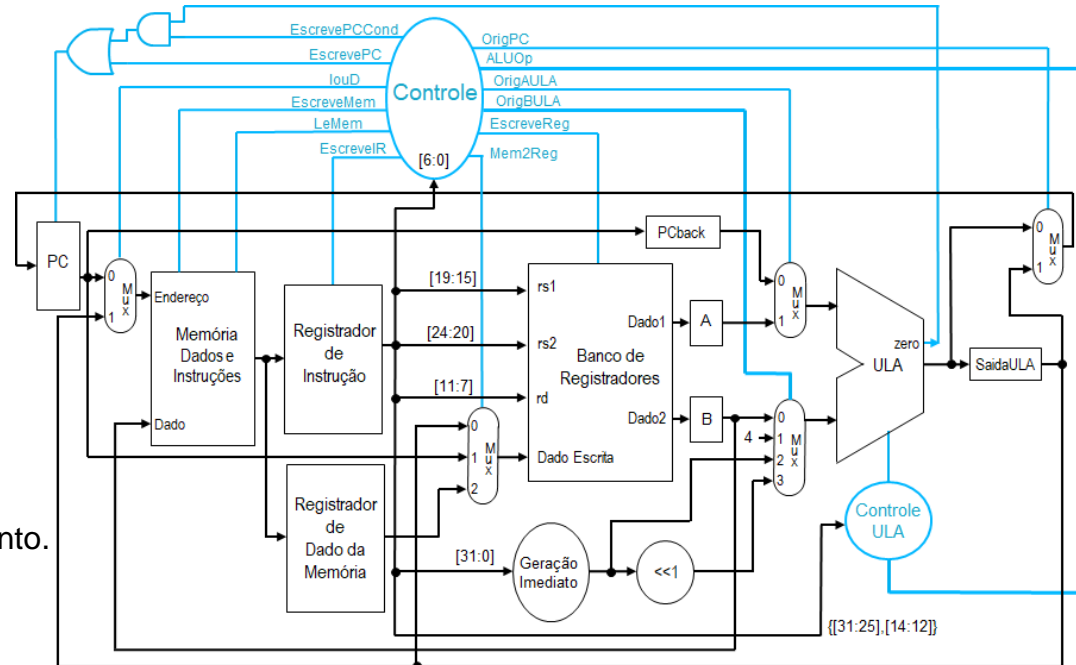 EscrevePCCond
OrigPC
EscrevePC
ALUOp
IouD
Controle
OrigAULA
EscreveMem
OrigBULA
LeMem
EscreveReg
EscreveIR
[6:0]
Mem2Reg
PC
0
Mux
1
Endereço
Memória
Dados e
Instruções
Dado
Registrador
de
Instrução
[19:15]
[24:20]
[11:7]
rs1
rs2
rd
Dado Escrita
Banco de
Registradores
Dado1
Dado2
PCback
A
B
0
Mux
1
0
4
1
Mux
2
3
zero
ULA
SaidaULA
0
Mux
1
0
1
Mux
2
Registrador
de
Dado da
Memória
nto.
[31:0]
Geração
Imediato
<<1
Controle
ULA
{[31:25],[14:12]}